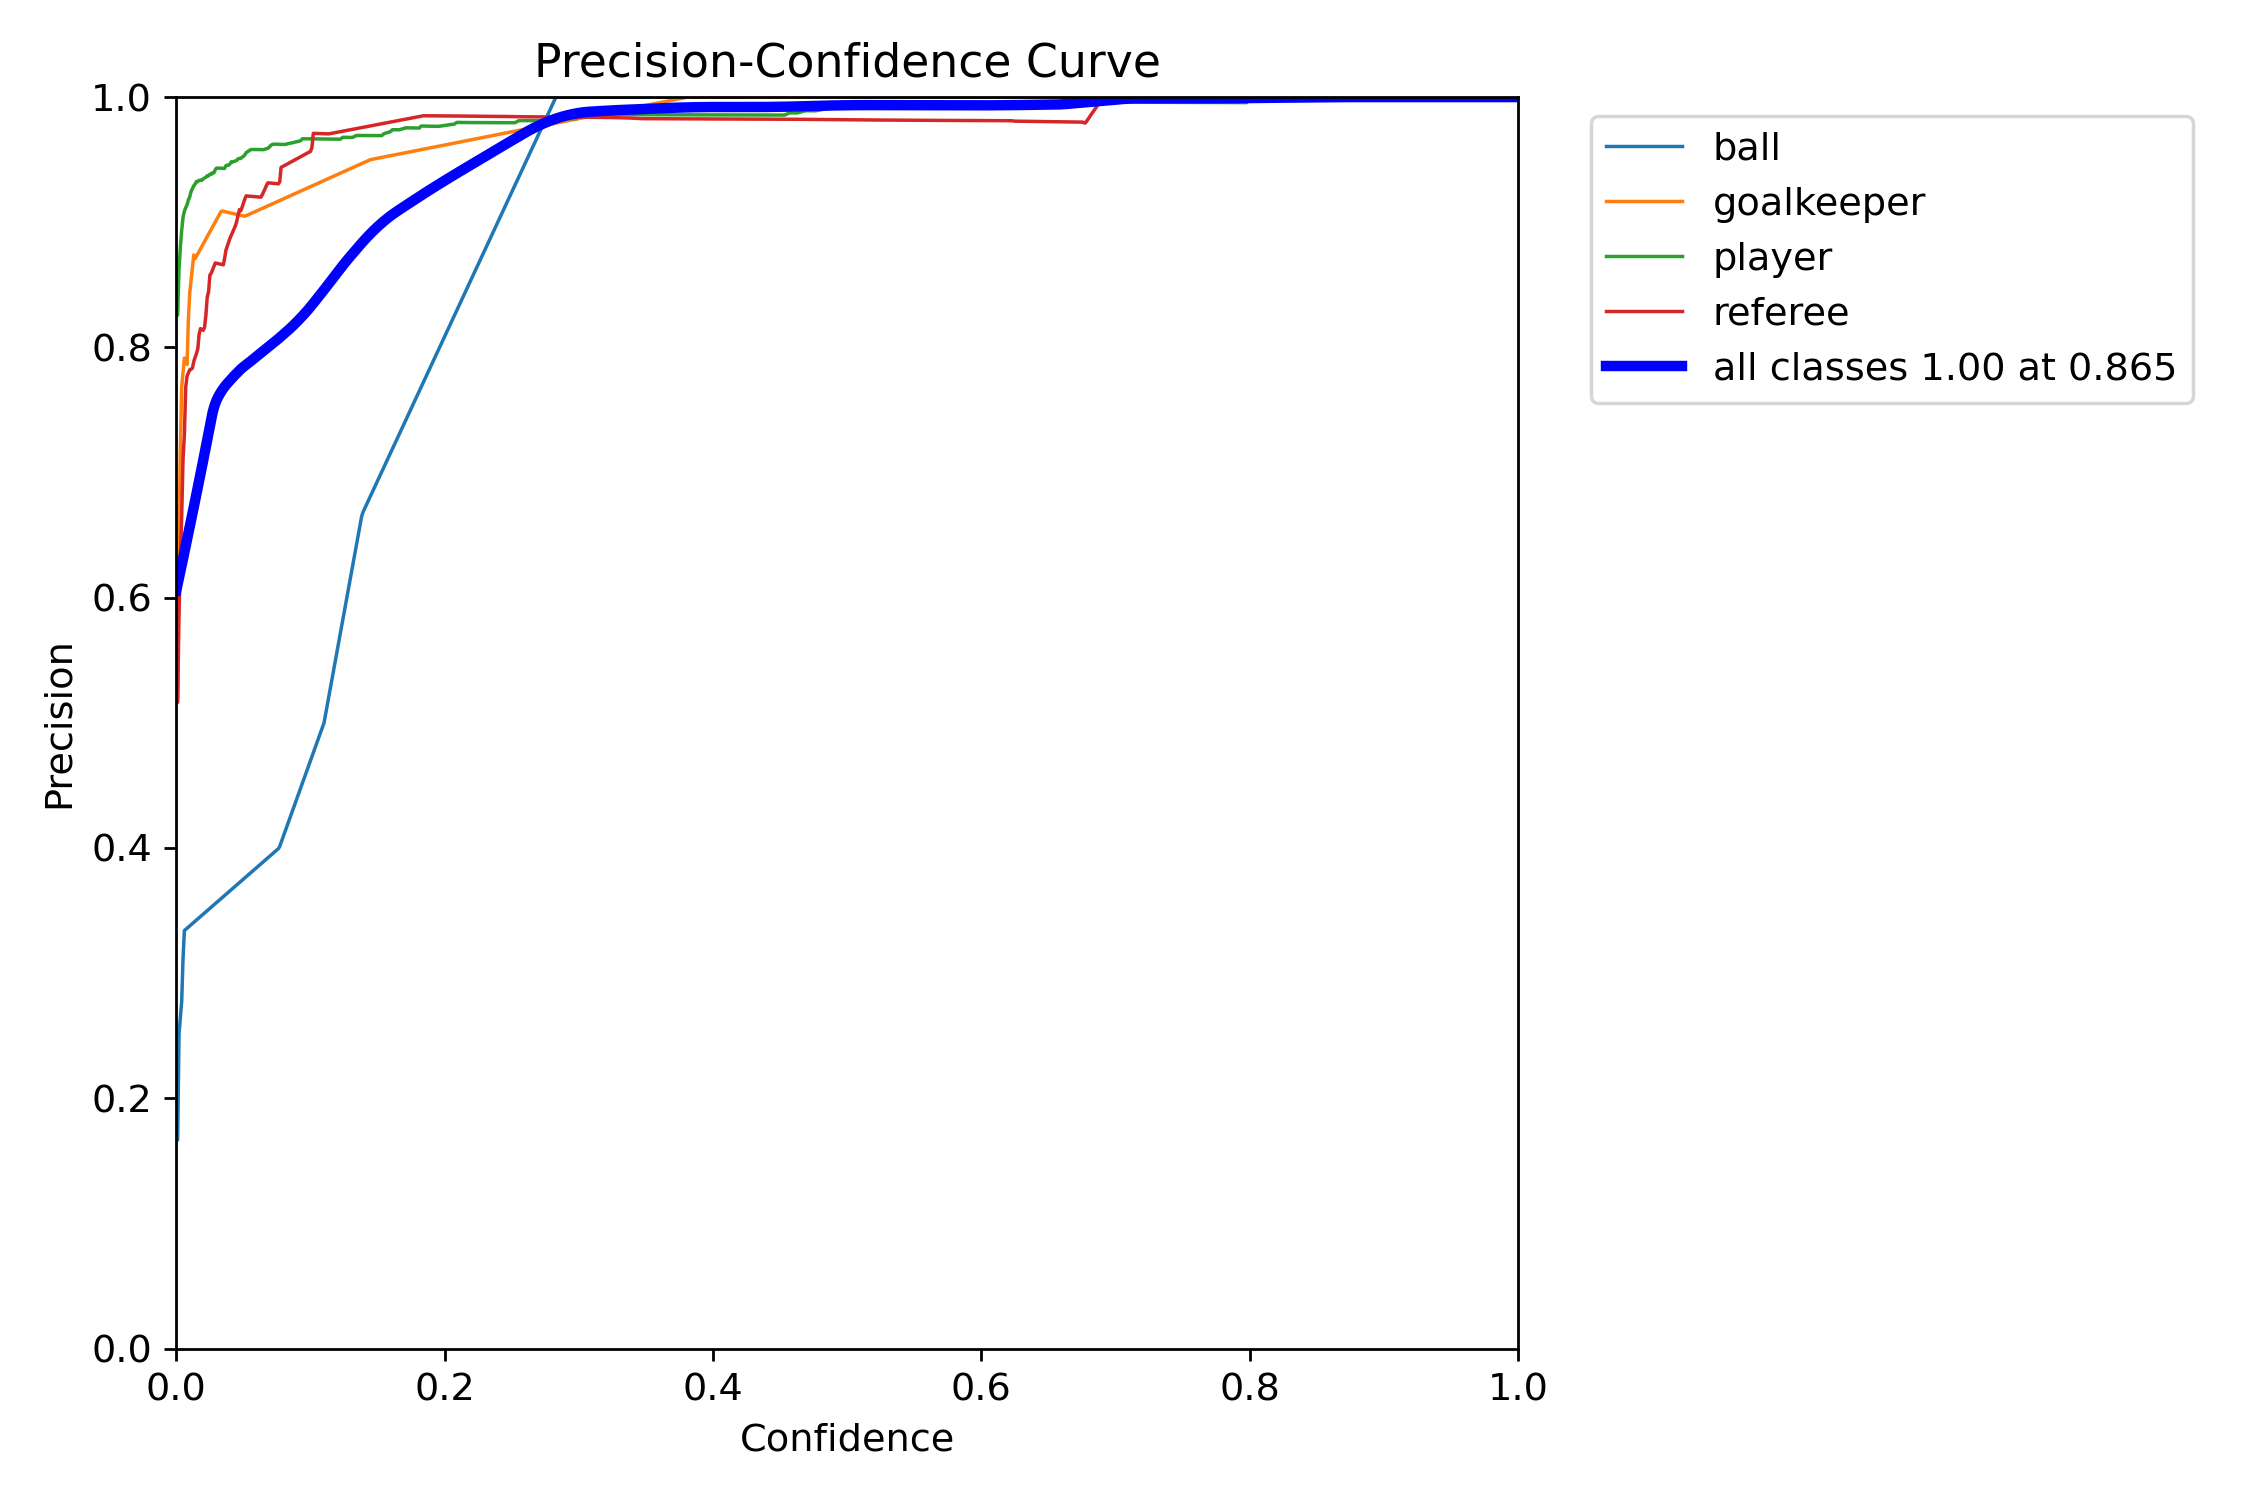 Precision-Confidence Curve
1.0
0.8
0.6
0.4
0.2
0.0
Precision
0.0 0.2 0.4 0.6 0.8 1.0
Confidence
ball
goalkeeper
player
referee
all classes 1.00 at 0.865